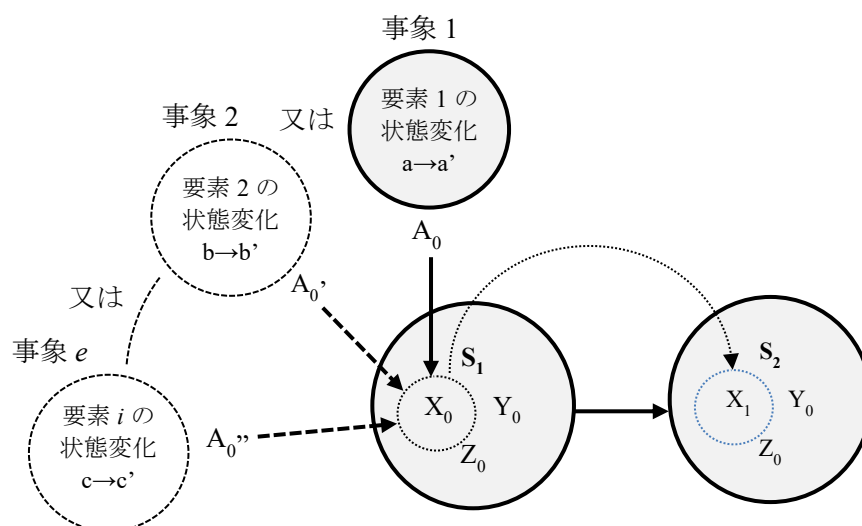 事象 1
要素 1 の
状態変化
a→a’
又は
事象 2
要素 2 の
状態変化
b→b’
A₀
A₀’
又は
事象 e
要素 i の
状態変化
c→c’
A₀”
S₁
X₀ Y₀
Z₀
S₂
X₁ Y₀
Z₀